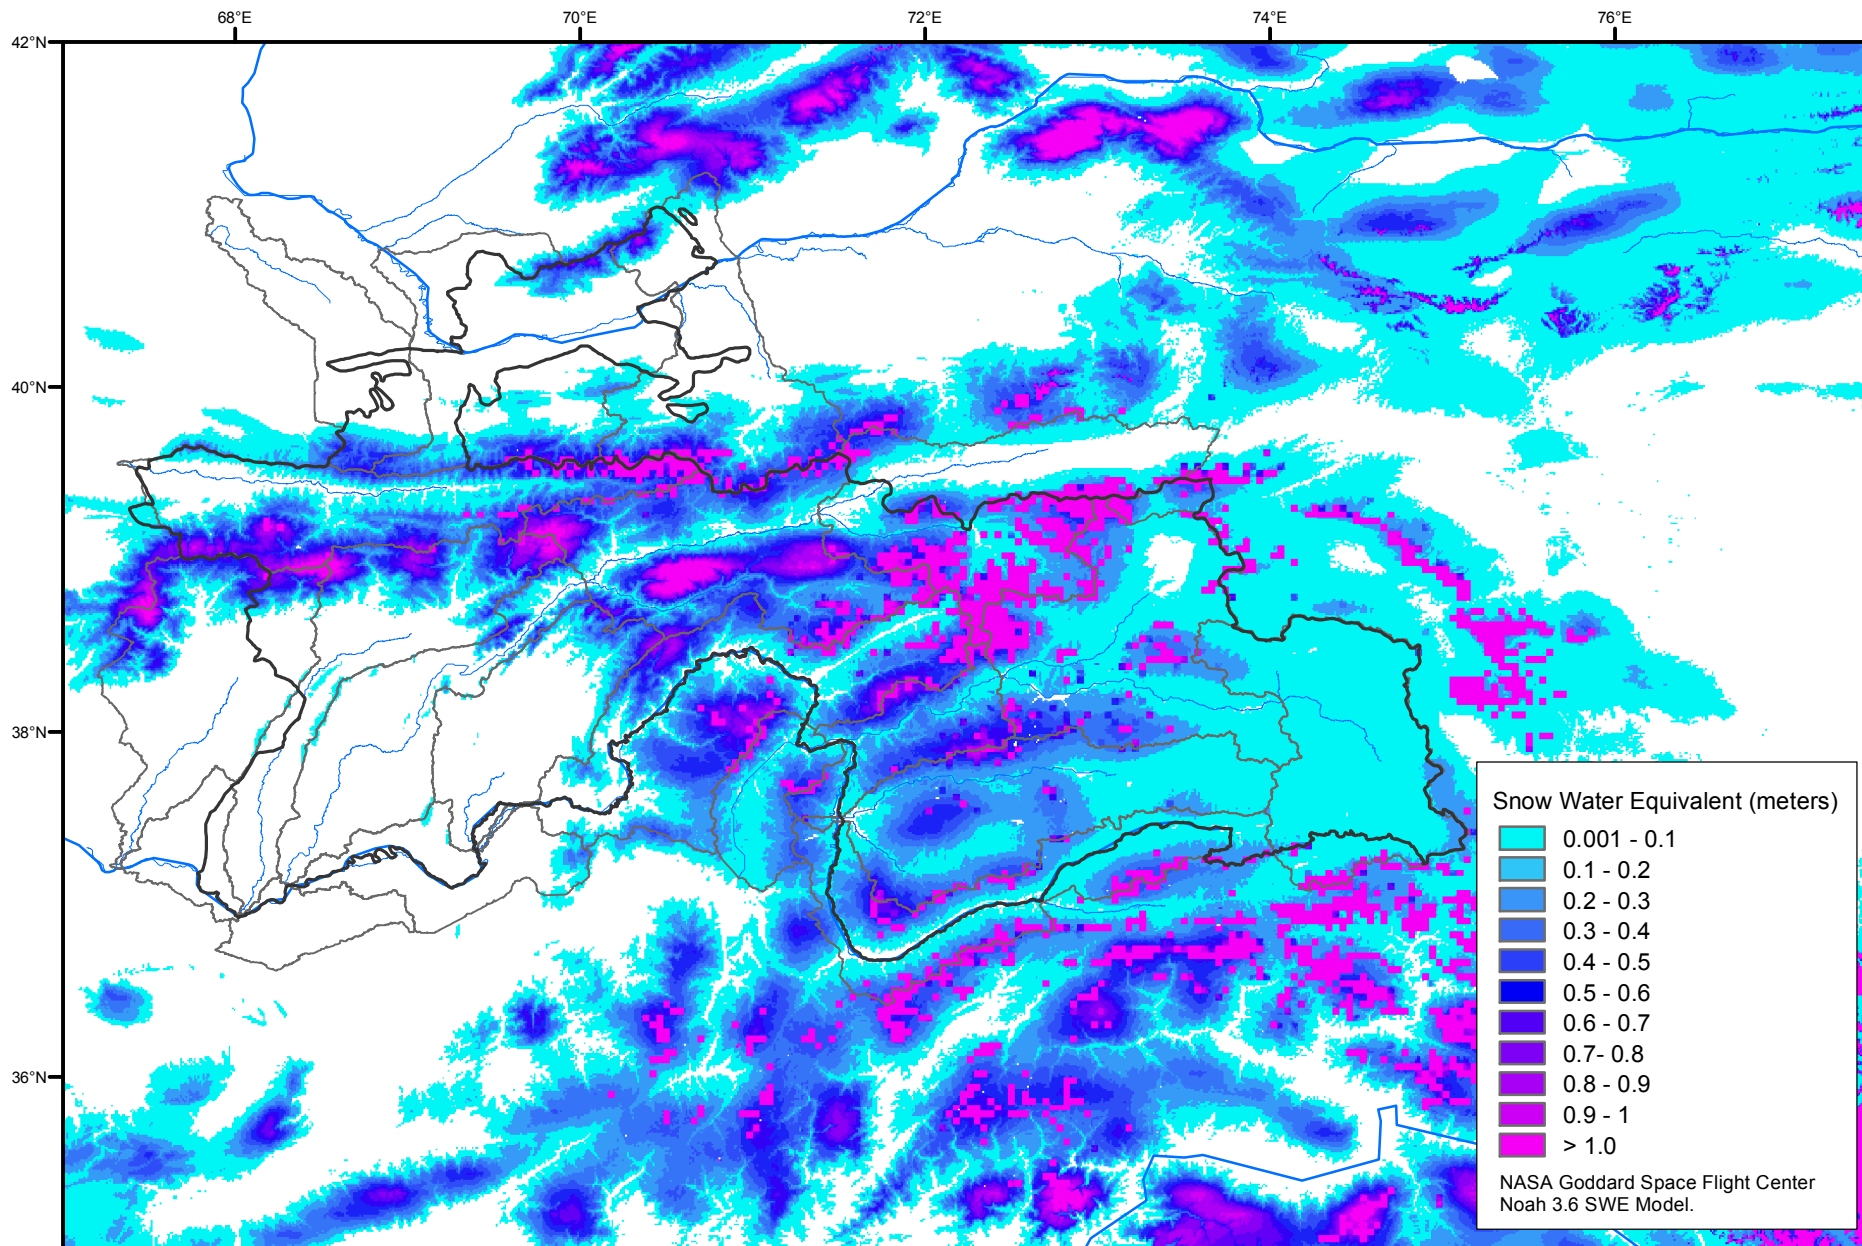 68°E 70°E 72°E 74°E 76°E
42°N
40°N
38°N
36°N
Snow Water Equivalent (meters)
0.001 - 0.1
0.1 - 0.2
0.2 - 0.3
0.3 - 0.4
0.4 - 0.5
0.5 - 0.6
0.6 - 0.7
0.7- 0.8
0.8 - 0.9
0.9 - 1
> 1.0
NASA Goddard Space Flight Center
Noah 3.6 SWE Model.